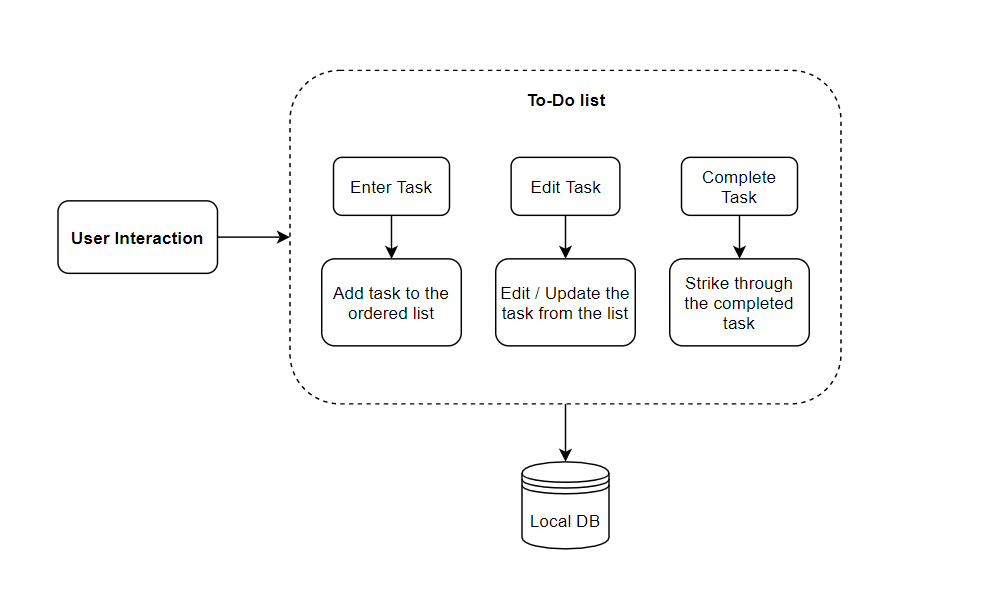 To-Do list
Enter Task
Edit Task
Complete
Task
User Interaction
Add task to the
ordered list
Edit / Update the
task from the list
Strike through
the completed
task
Local DB